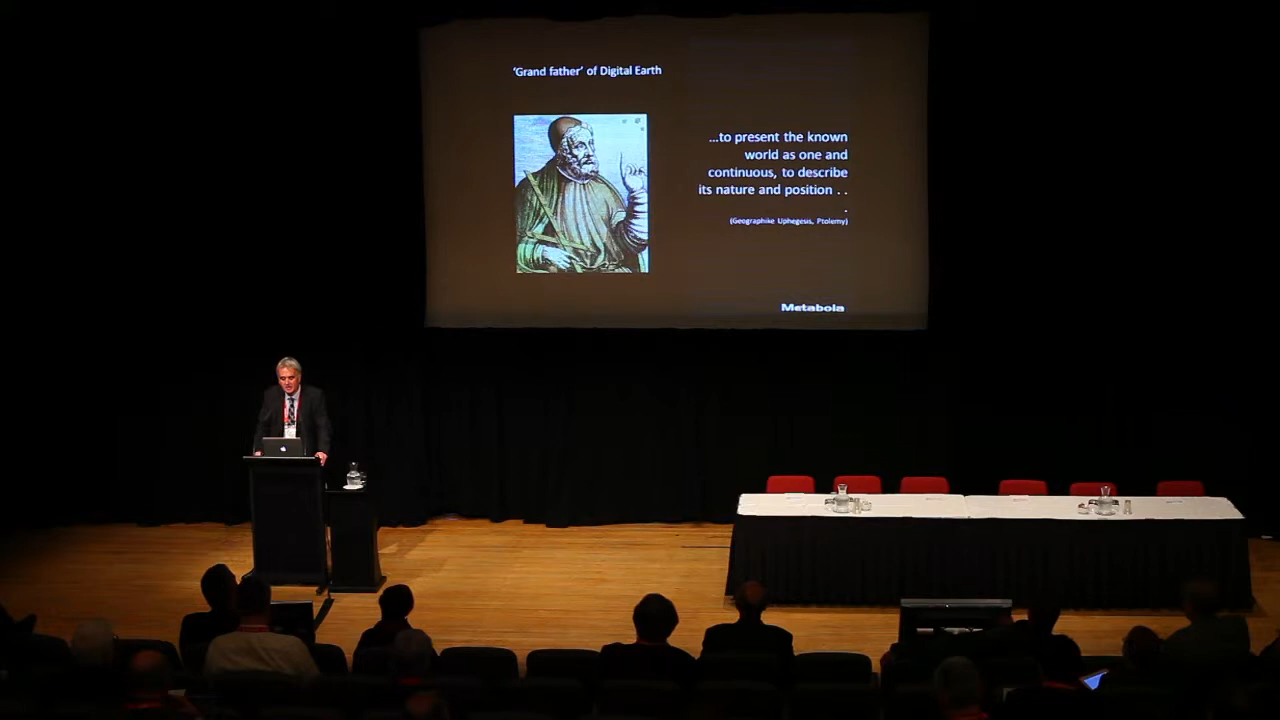 ‘Grand father’ of Digital Earth
...to present the known
world as one and
continuous, to describe
its nature and position . .
.
(Geographike Uphegesis, Ptolemy)
Metabola